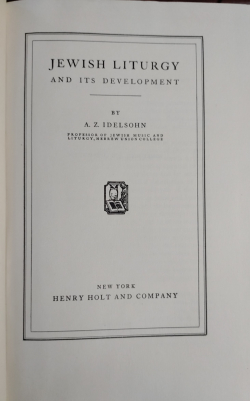 JEWISH LITURGY
AND ITS DEVELOPMENT
BY
A. Z. IDELSOHN
PROFESSOR OF JEWISH MUSIC AND
LITURGY, HEBREW UNION COLLEGE
NEW YORK
HENRY HOLT AND COMPANY